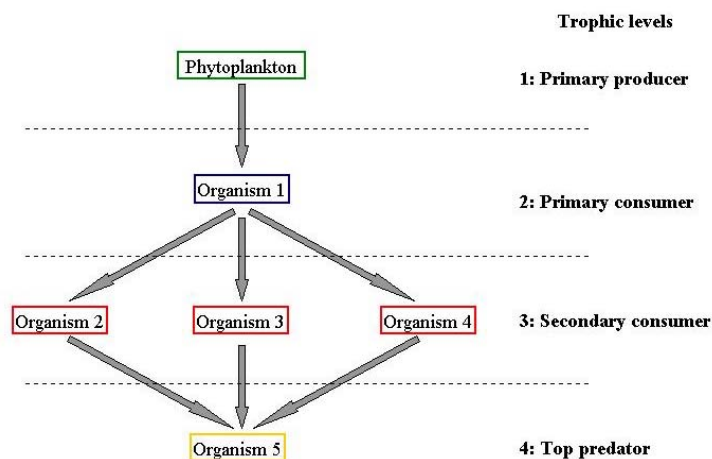 Trophic levels
Phytoplankton
1: Primary producer
Organism 1
2: Primary consumer
Organism 2
Organism 3
Organism 4
3: Secondary consumer
Organism 5
4: Top predator